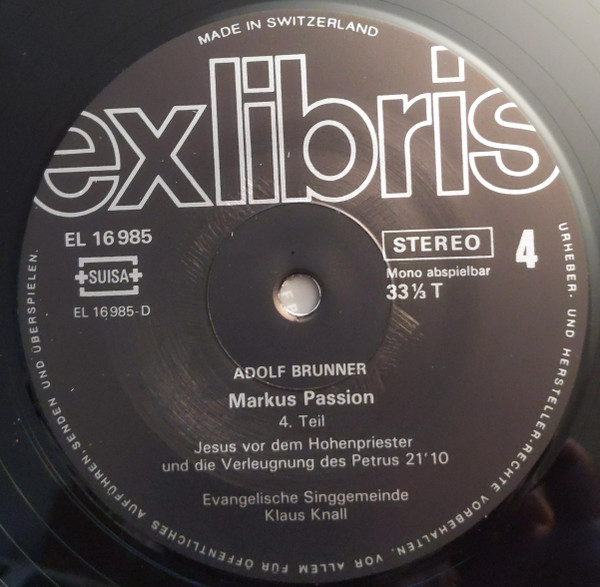 MADE IN SWITZERLAND
exlibris
EL 16 985
SUISA
EL 16985-D
STEREO
4
Mono abspielbar
33⅓ T
ADOLF BRUNNER
Markus Passion
4. Teil
Jesus vor dem Hohenpriester
und die Verleugnung des Petrus 21'10
Evangelische Singgemeinde
Klaus Knall
URHEBER- UND HERSTELLER-RECHTE VORBEHALTEN, VOR ALLEM FÜR ÖFFENTLICHES AUFFÜHREN, SENDEN UND ÜBERSPIELEN.